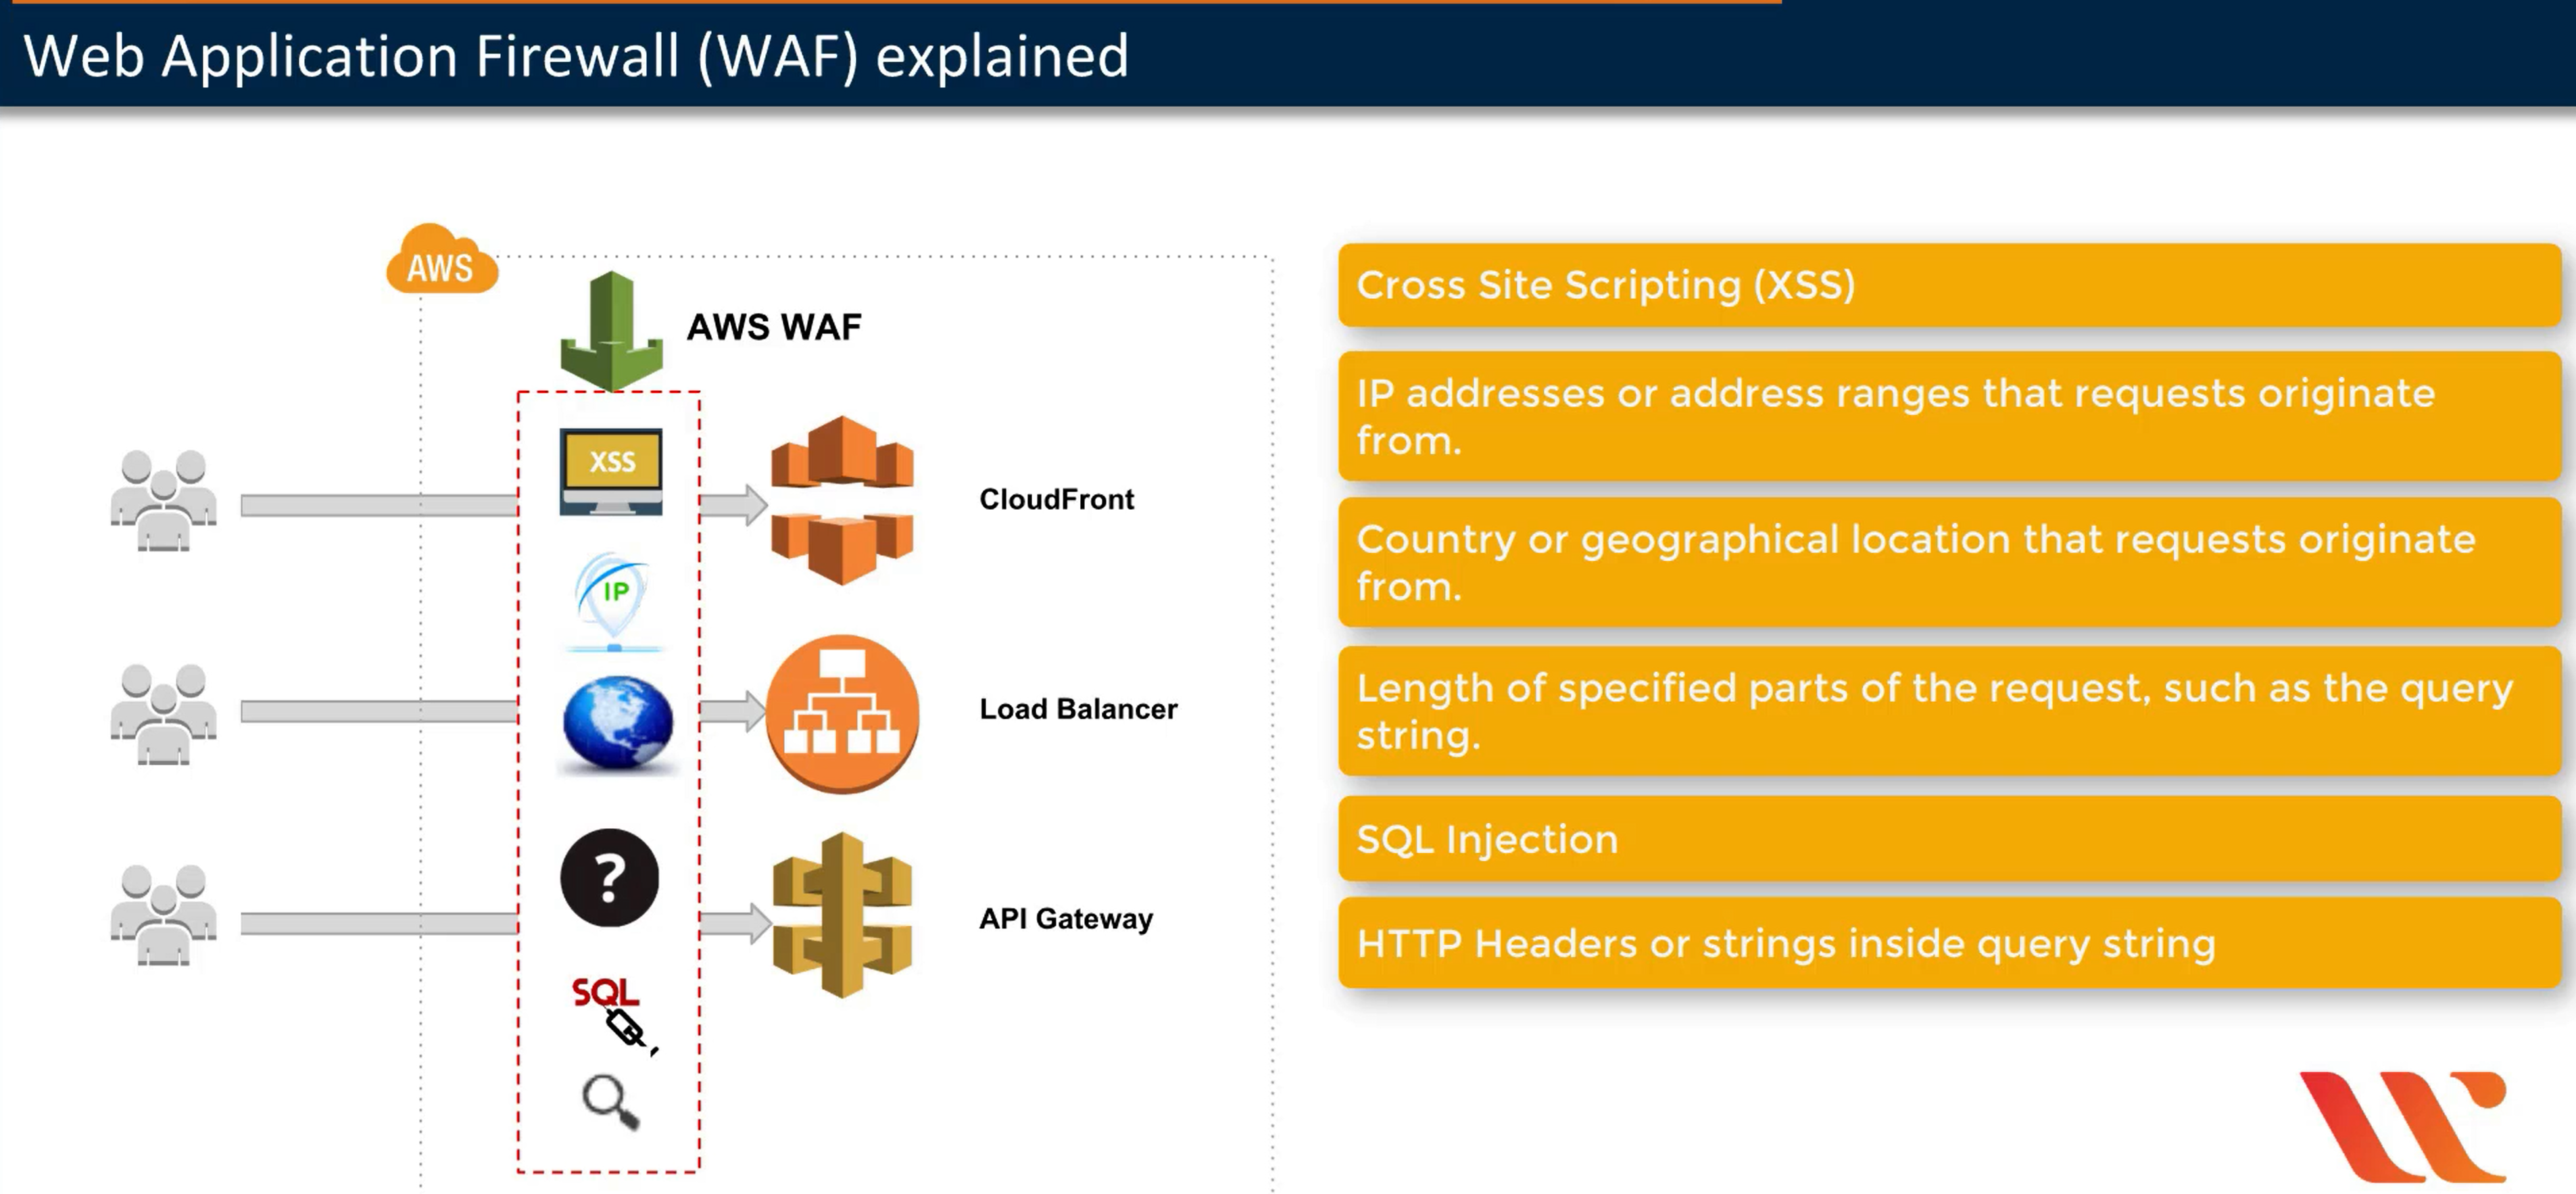 Web Application Firewall (WAF) explained
AWS
AWS WAF
XSS
IP
?
SQL
CloudFront
Load Balancer
API Gateway
Cross Site Scripting (XSS)
IP addresses or address ranges that requests originate
from.
Country or geographical location that requests originate
from.
Length of specified parts of the request, such as the query
string.
SQL Injection
HTTP Headers or strings inside query string